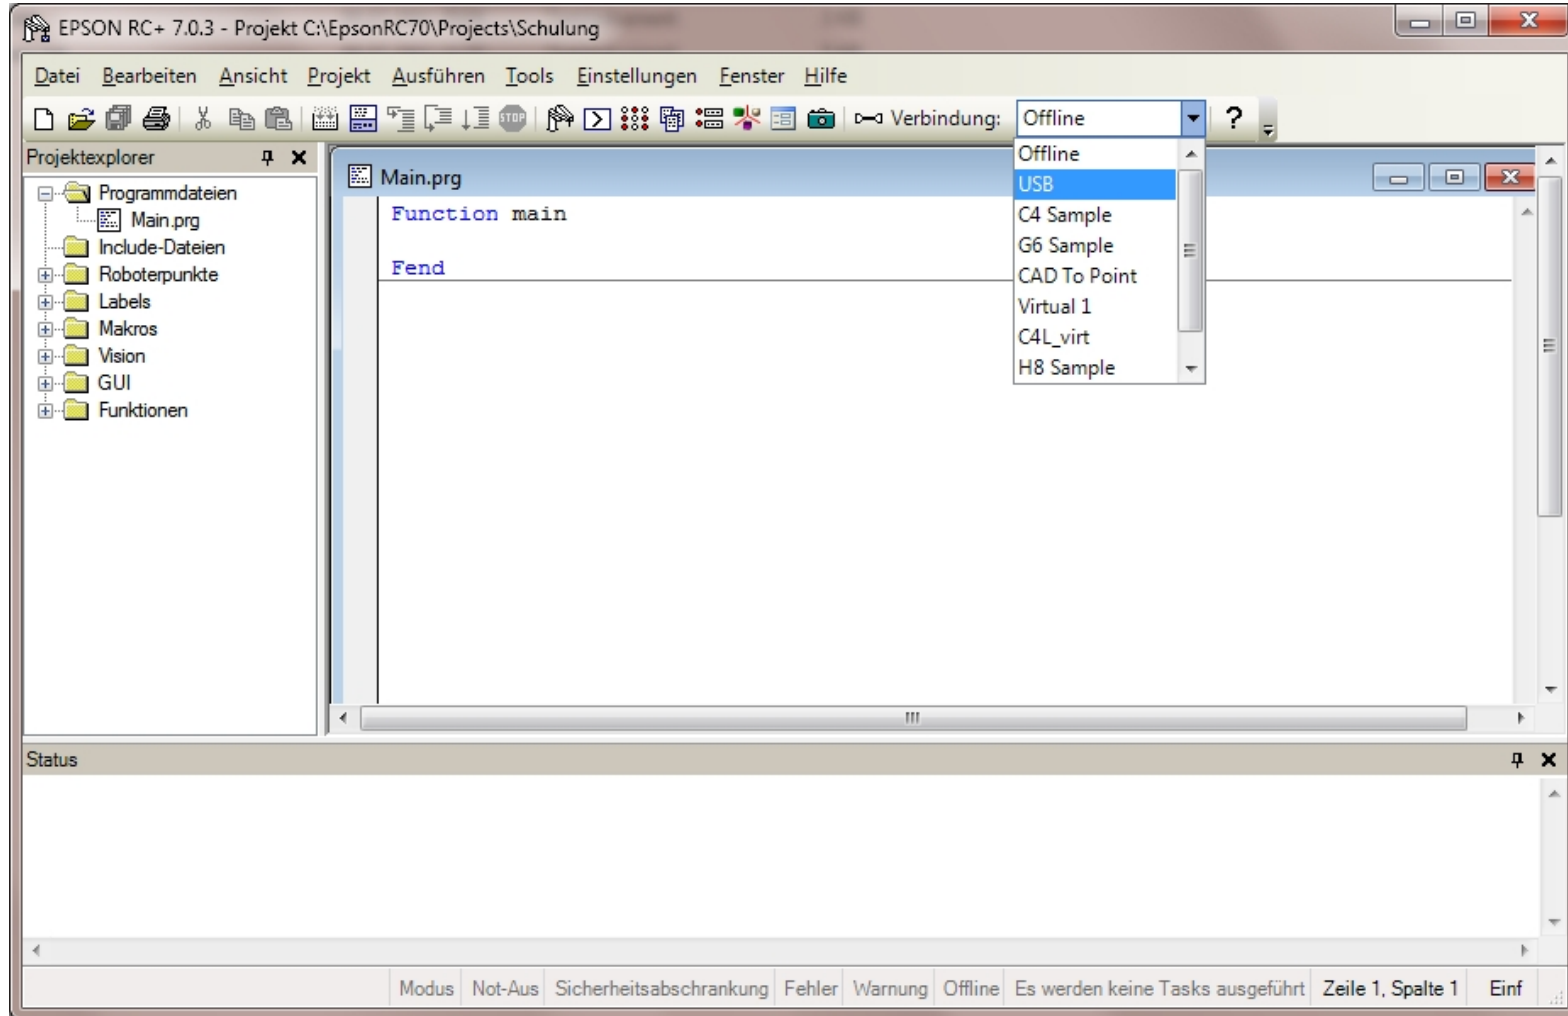 EPSON RC+ 7.0.3 - Projekt C:\EpsonRC70\Projects\Schulung
Datei Bearbeiten Ansicht Projekt Ausführen Tools Einstellungen Fenster Hilfe
STOP Verbindung: Offline ?
Projektexplorer
Programmdateien
Main.prg
Include-Dateien
Roboterpunkte
Labels
Makros
Vision
GUI
Funktionen
Main.prg
Function main
Fend
Offline
USB
C4 Sample
G6 Sample
CAD To Point
Virtual 1
C4L_virt
H8 Sample
Status
Modus Not-Aus Sicherheitsabschrankung Fehler Warnung Offline Es werden keine Tasks ausgeführt Zeile 1, Spalte 1 Einf